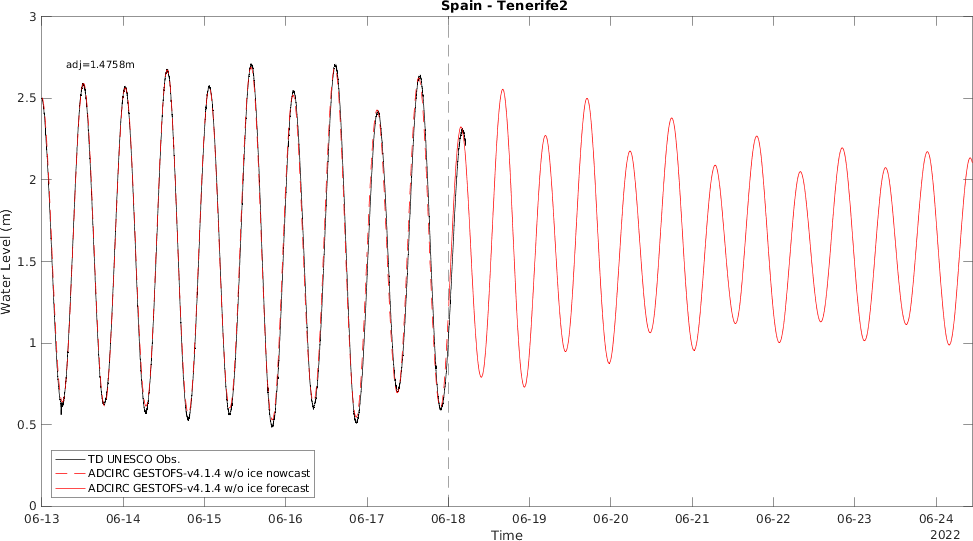 Spain - Tenerife2
adj=1.4758m
3
2.5
2
1.5
1
0.5
0
Water Level (m)
TD UNESCO Obs.
ADCIRC GESTOFS-v4.1.4 w/o ice nowcast
ADCIRC GESTOFS-v4.1.4 w/o ice forecast
06-13 06-14 06-15 06-16 06-17 06-18 06-19 06-20 06-21 06-22 06-23 06-24
2022
Time